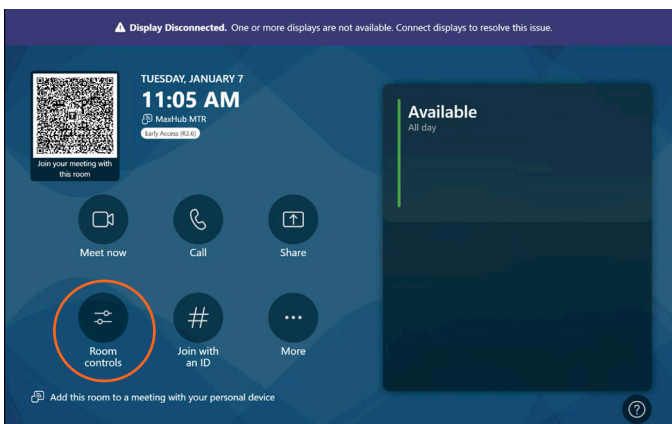 Display Disconnected. One or more displays are not available. Connect displays to resolve this issue.
TUESDAY, JANUARY 7
11:05 AM
MaxHub MTR
Early Access (R3.6)
Join your meeting with
this room
Available
All day
Meet now
Call
Share
Room
controls
Join with
an ID
More
Add this room to a meeting with your personal device